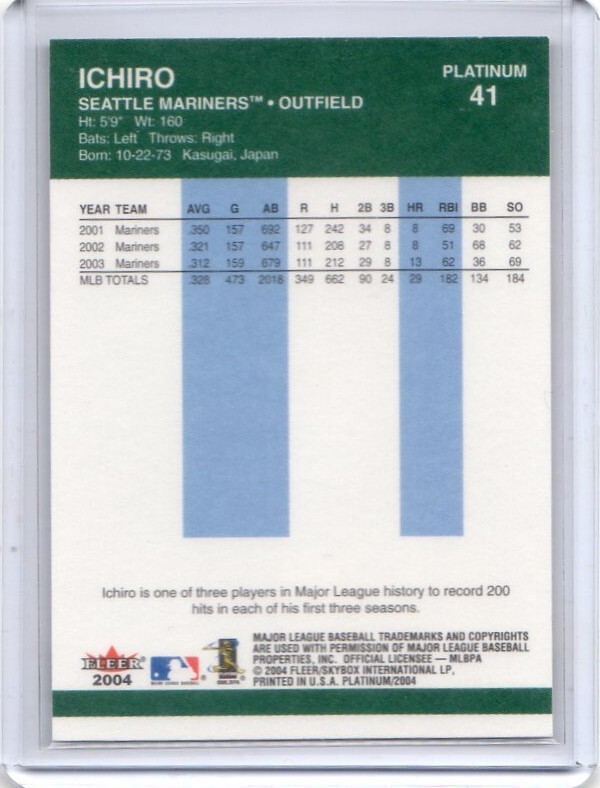 ICHIRO
PLATINUM
41
SEATTLE MARINERS™ • OUTFIELD
Ht: 5'9" Wt: 160
Bats: Left Throws: Right
Born: 10-22-73 Kasugai, Japan
YEAR TEAM AVG G AB R H 2B 3B HR RBI BB SO
2001 Mariners .350 157 692 127 242 34 8 8 69 30 53
2002 Mariners .321 157 647 111 208 27 8 8 51 68 62
2003 Mariners .312 159 679 111 212 29 8 13 62 36 69
MLB TOTALS .328 473 2018 349 662 90 24 29 182 134 184
Ichiro is one of three players in Major League history to record 200
hits in each of his first three seasons.
MAJOR LEAGUE BASEBALL TRADEMARKS AND COPYRIGHTS
ARE USED WITH PERMISSION OF MAJOR LEAGUE BASEBALL
PROPERTIES, INC. OFFICIAL LICENSEE — MLBPA
© 2004 FLEER/SKYBOX INTERNATIONAL LP,
PRINTED IN U.S.A. PLATINUM/2004
FLEER
2004